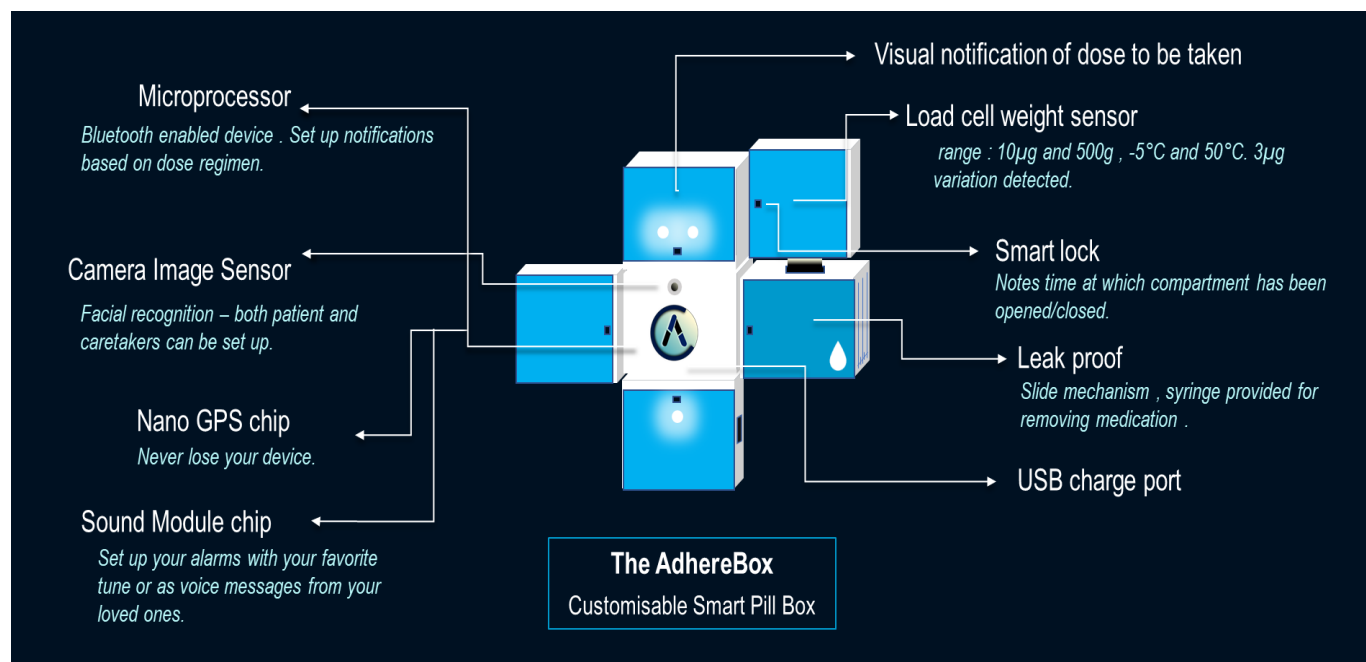 Microprocessor
Bluetooth enabled device . Set up notifications
based on dose regimen.
Camera Image Sensor
Facial recognition – both patient and
caretakers can be set up.
Nano GPS chip
Never lose your device.
Sound Module chip
Set up your alarms with your favorite
tune or as voice messages from your
loved ones.
Visual notification of dose to be taken
Load cell weight sensor
range : 10µg and 500g , -5°C and 50°C. 3µg
variation detected.
Smart lock
Notes time at which compartment has been
opened/closed.
Leak proof
Slide mechanism , syringe provided for
removing medication .
USB charge port
The AdhereBox
Customisable Smart Pill Box